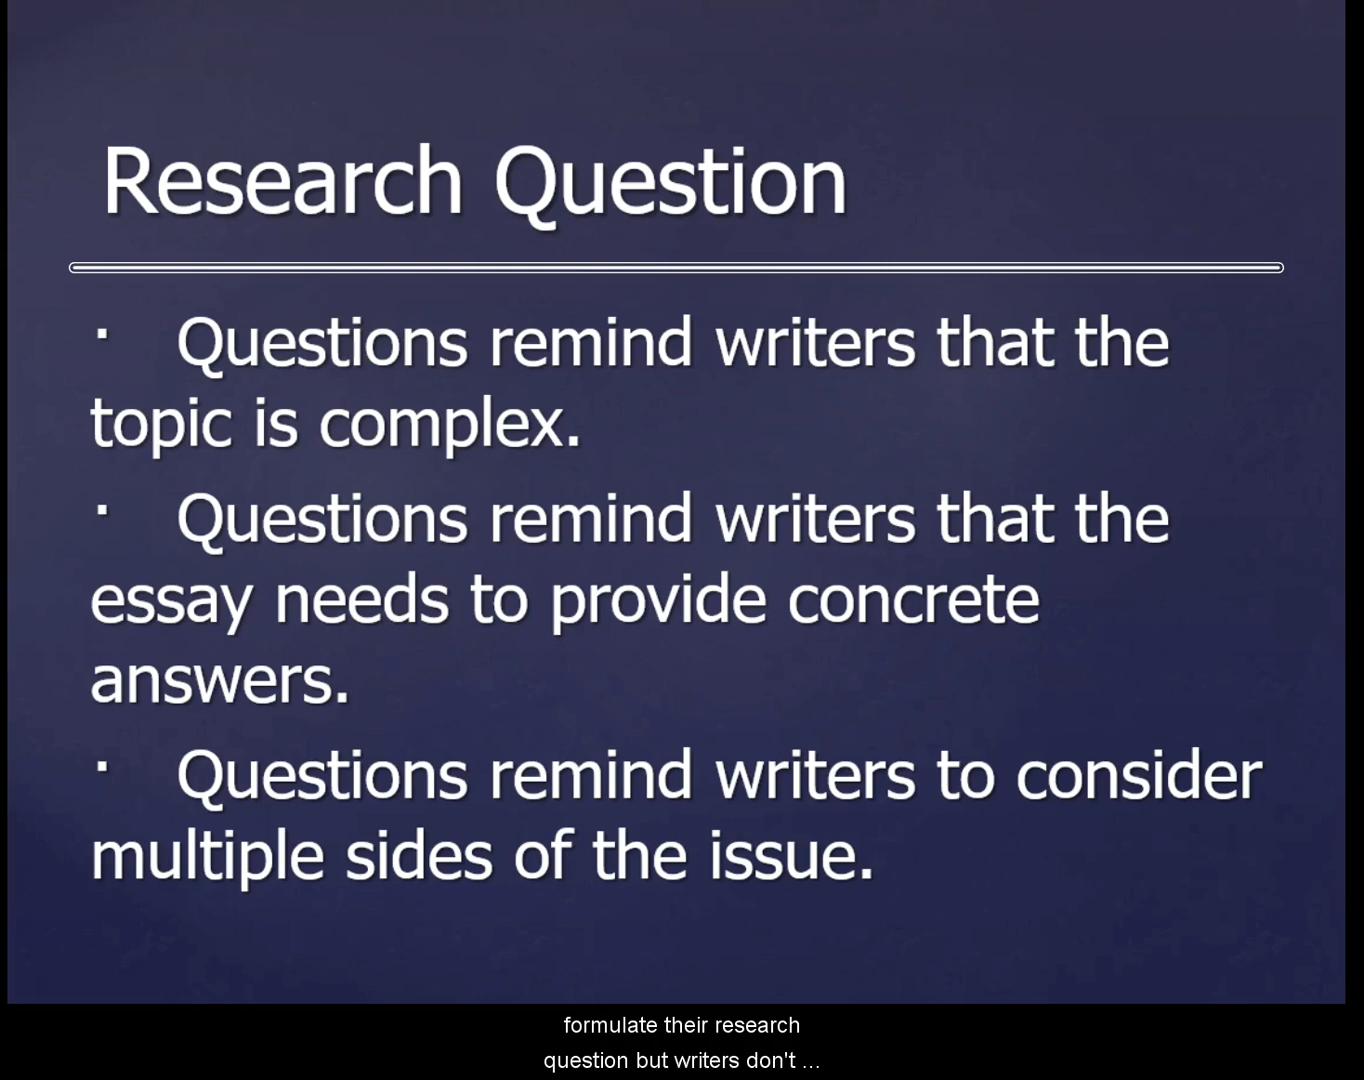 Research Question
· Questions remind writers that the
topic is complex.
· Questions remind writers that the
essay needs to provide concrete
answers.
· Questions remind writers to consider
multiple sides of the issue.
formulate their research
question but writers don't ...